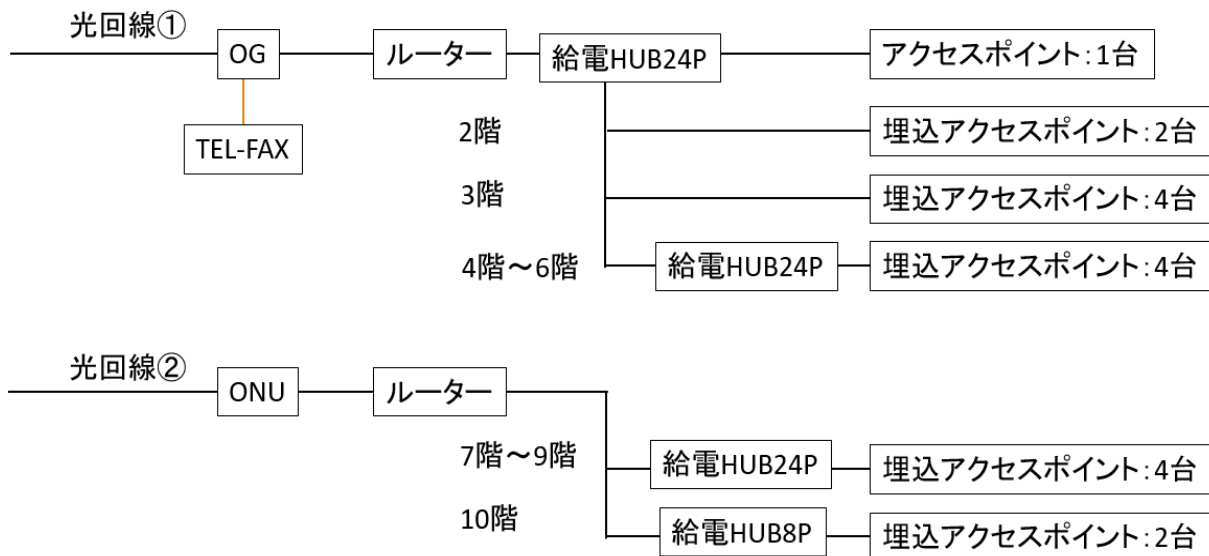 光回線①
OG
ルーター
給電HUB24P
アクセスポイント:1台
TEL-FAX
2階
埋込アクセスポイント:2台
3階
埋込アクセスポイント:4台
4階~6階
給電HUB24P
埋込アクセスポイント:4台
光回線②
ONU
ルーター
7階~9階
給電HUB24P
埋込アクセスポイント:4台
10階
給電HUB8P
埋込アクセスポイント:2台